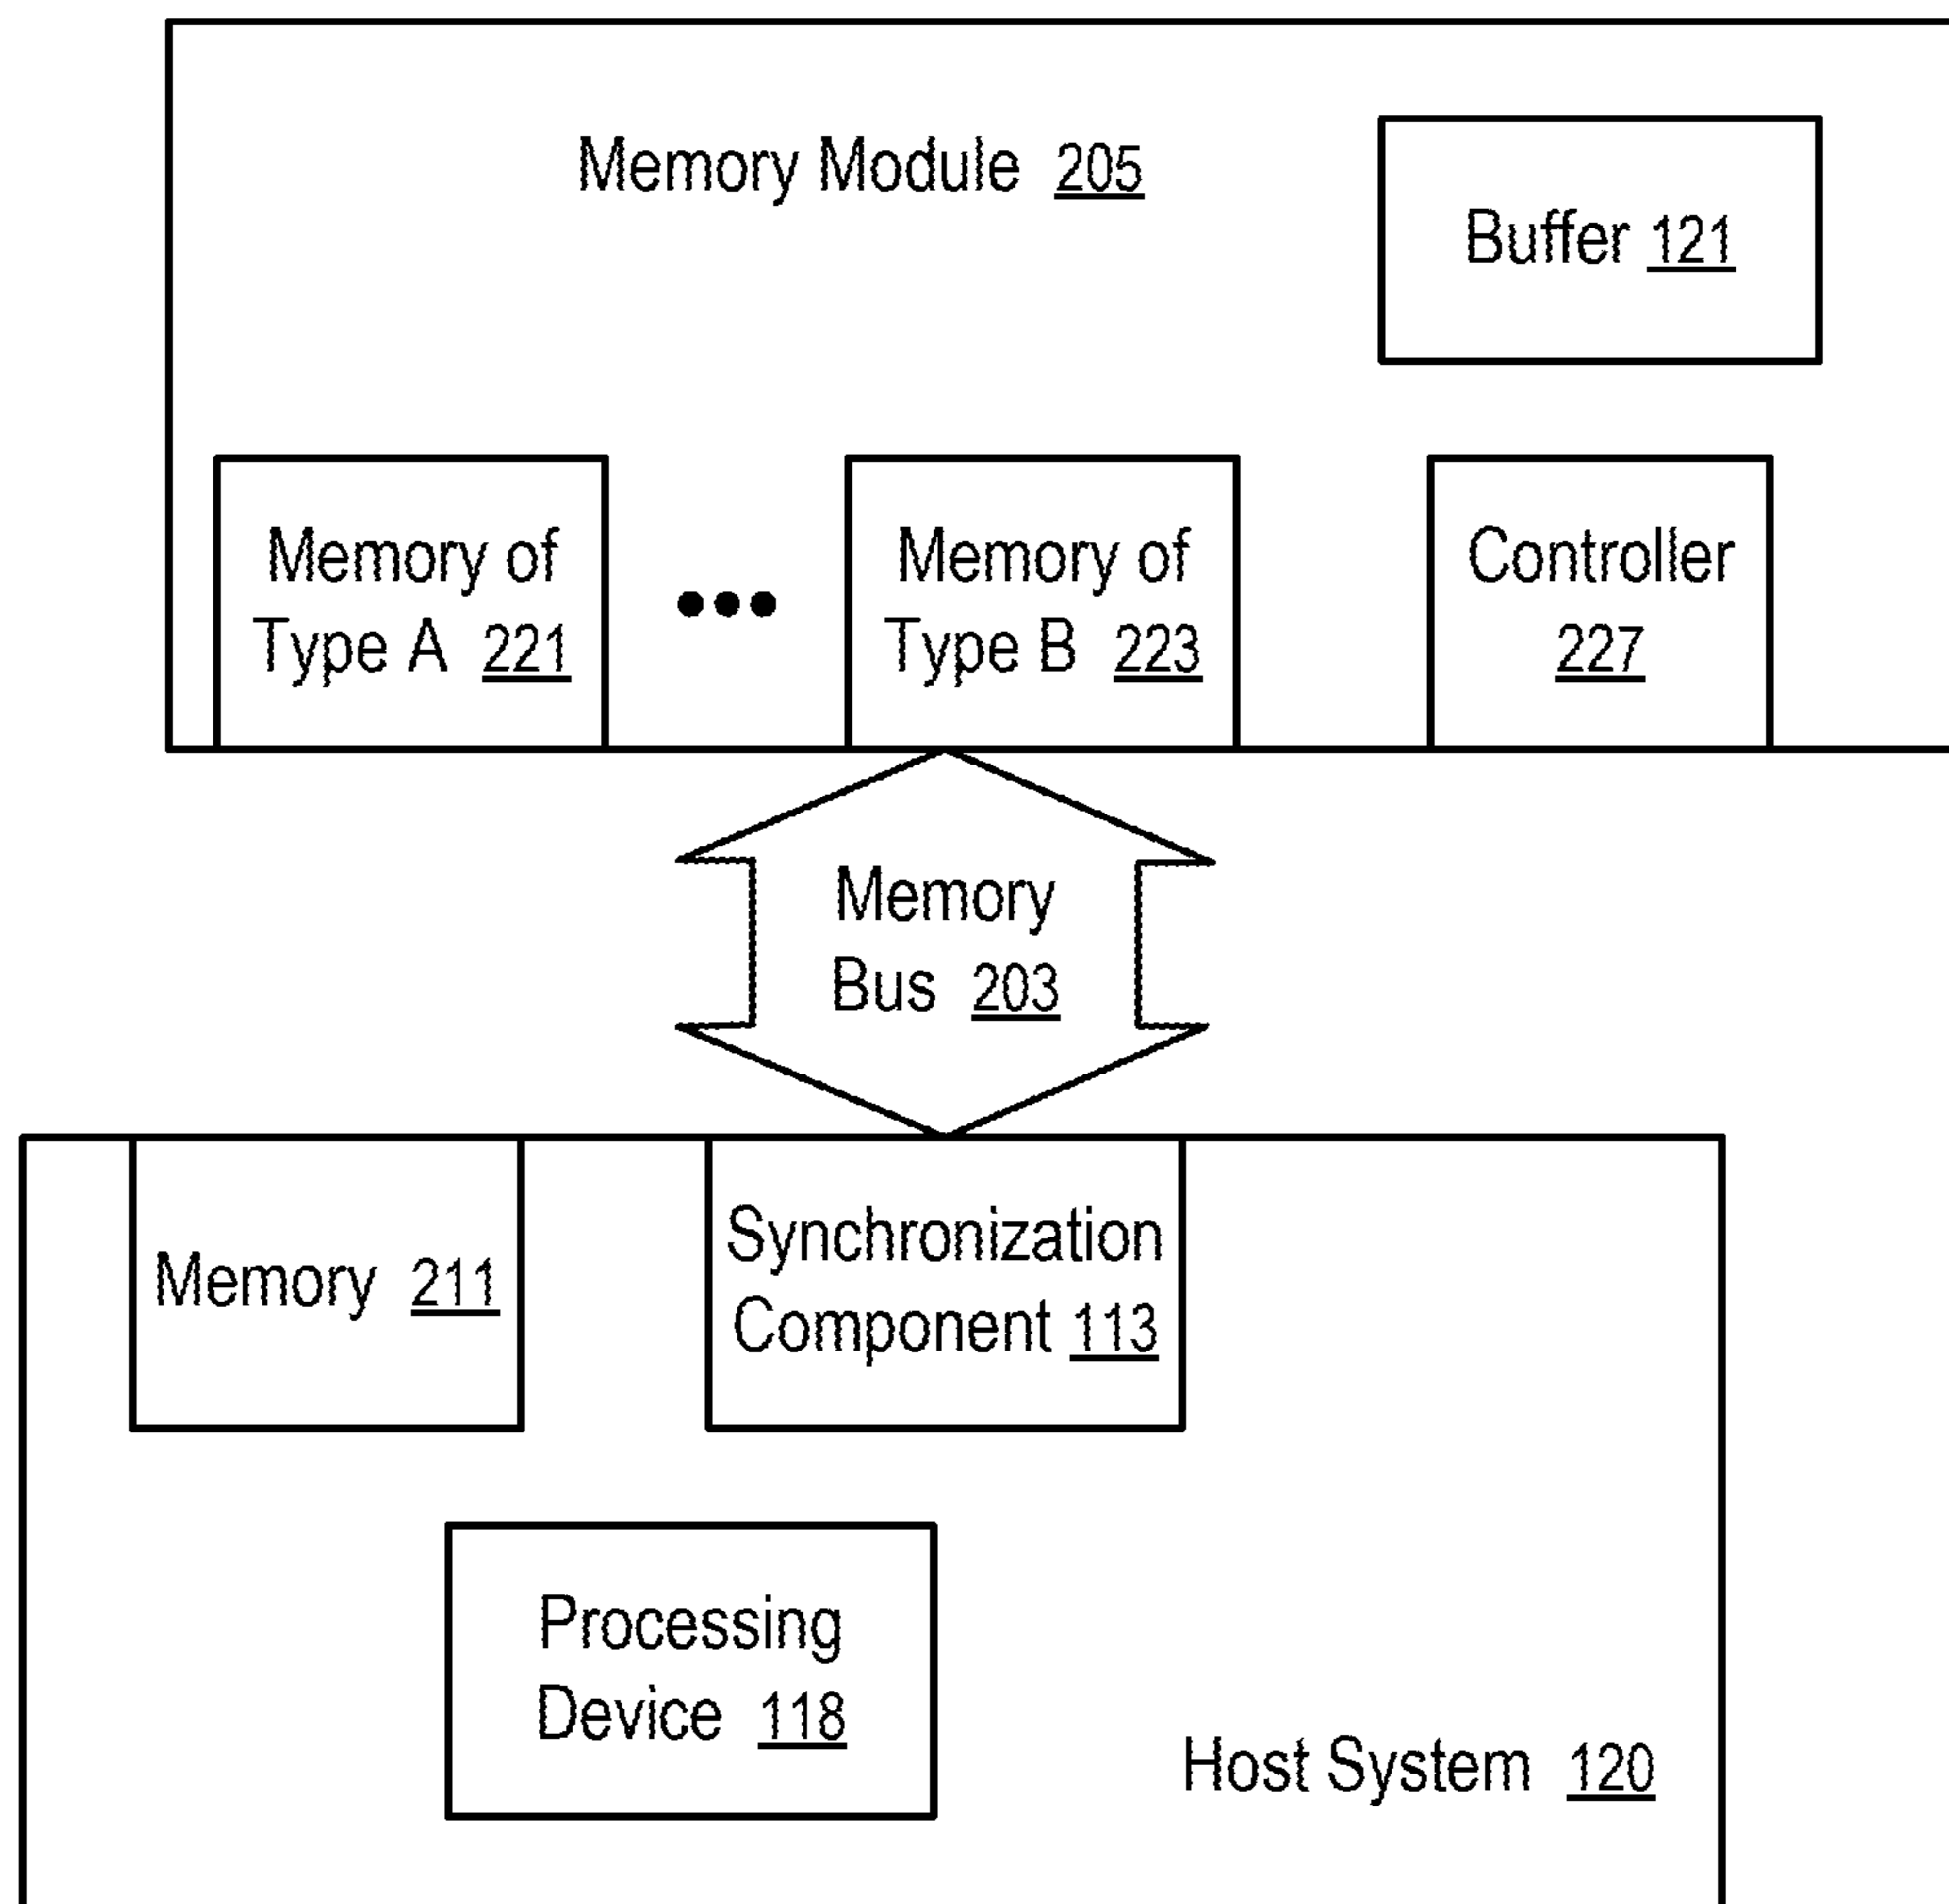 Memory Module 205
Buffer 121
Memory of
Type A 221
Memory of
Type B 223
Controller
227
Memory
Bus 203
Memory 211
Synchronization
Component 113
Processing
Device 118
Host System 120